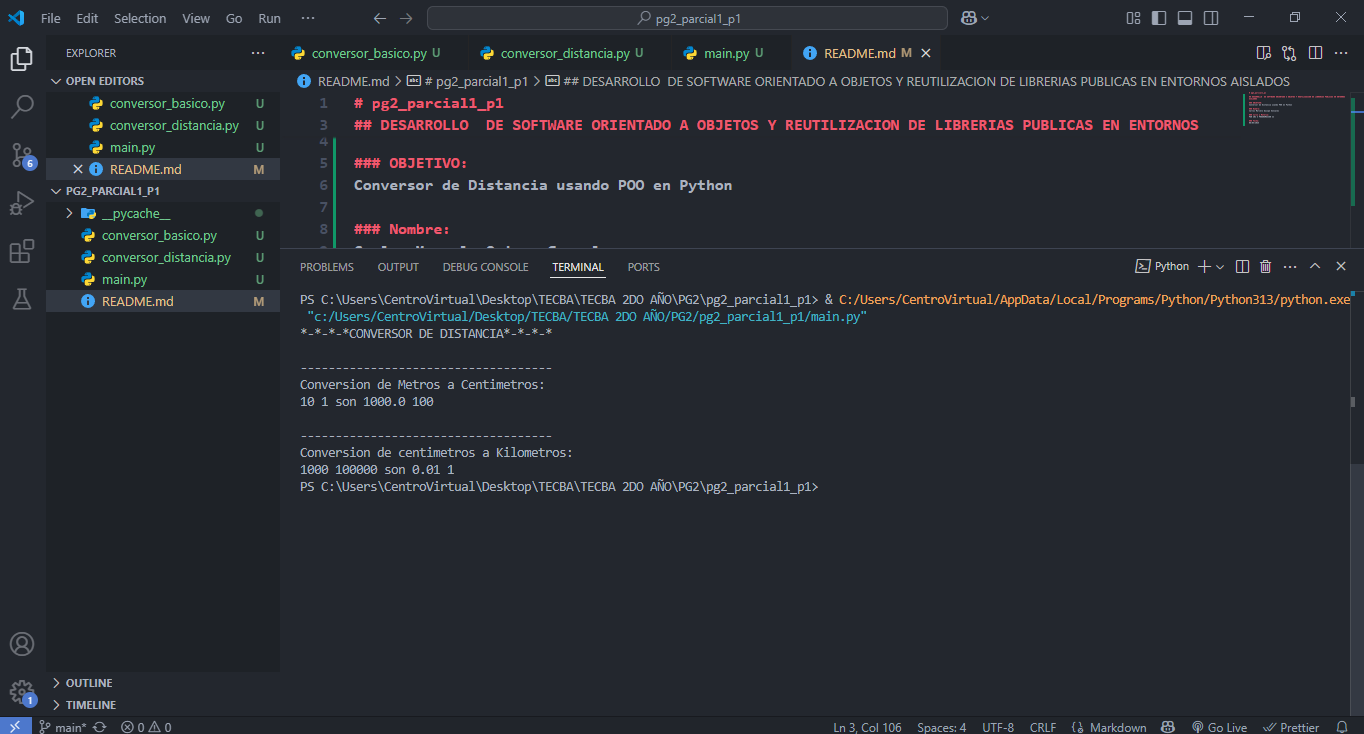 File Edit Selection View Go Run ··· pg2_parcial1_p1
EXPLORER ···
OPEN EDITORS
conversor_basico.py U
conversor_distancia.py U
main.py U
README.md M
PG2_PARCIAL1_P1
__pycache__
conversor_basico.py U
conversor_distancia.py U
main.py U
README.md M
OUTLINE
TIMELINE
6
1
conversor_basico.py U conversor_distancia.py U main.py U README.md M
README.md > # pg2_parcial1_p1 > ## DESARROLLO DE SOFTWARE ORIENTADO A OBJETOS Y REUTILIZACION DE LIBRERIAS PUBLICAS EN ENTORNOS AISLADOS
1 # pg2_parcial1_p1
3 ## DESARROLLO  DE SOFTWARE ORIENTADO A OBJETOS Y REUTILIZACION DE LIBRERIAS PUBLICAS EN ENTORNOS
4
5 ### OBJETIVO:
6 Conversor de Distancia usando POO en Python
7
8 ### Nombre:
PROBLEMS OUTPUT DEBUG CONSOLE TERMINAL PORTS Python
PS C:\Users\CentroVirtual\Desktop\TECBA\TECBA 2DO AÑO\PG2\pg2_parcial1_p1> & C:/Users/CentroVirtual/AppData/Local/Programs/Python/Python313/python.exe
"c:/Users/CentroVirtual/Desktop/TECBA/TECBA 2DO AÑO/PG2/pg2_parcial1_p1/main.py"
*-*-*-*CONVERSOR DE DISTANCIA*-*-*-*
------------------------------------
Conversion de Metros a Centimetros:
10 1 son 1000.0 100
------------------------------------
Conversion de centimetros a Kilometros:
1000 100000 son 0.01 1
PS C:\Users\CentroVirtual\Desktop\TECBA\TECBA 2DO AÑO\PG2\pg2_parcial1_p1>
main* 0 0 Ln 3, Col 106 Spaces: 4 UTF-8 CRLF {} Markdown Go Live Prettier